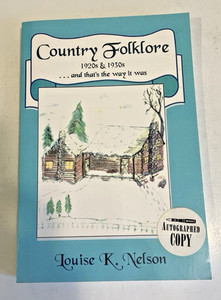 Country Folklore
1920s & 1930s
. . . and that's the way it was
AUTOGRAPHED
COPY
Louise K. Nelson